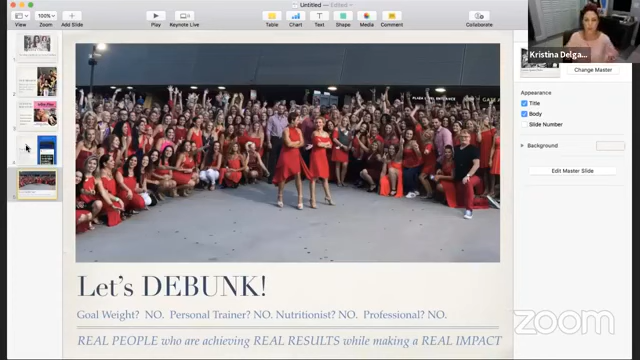 Untitled — Edited
View
Zoom
Add Slide
Play
Keynote Live
Table
Chart
Text
Shape
Media
Comment
Collaborate
Kristina Delga...
Change Master
Appearance
Title
Body
Slide Number
Background
Edit Master Slide
Let's DEBUNK!
Goal Weight? NO. Personal Trainer? NO. Nutritionist? NO. Professional? NO.
REAL PEOPLE who are achieving REAL RESULTS while making a REAL IMPACT
zoom